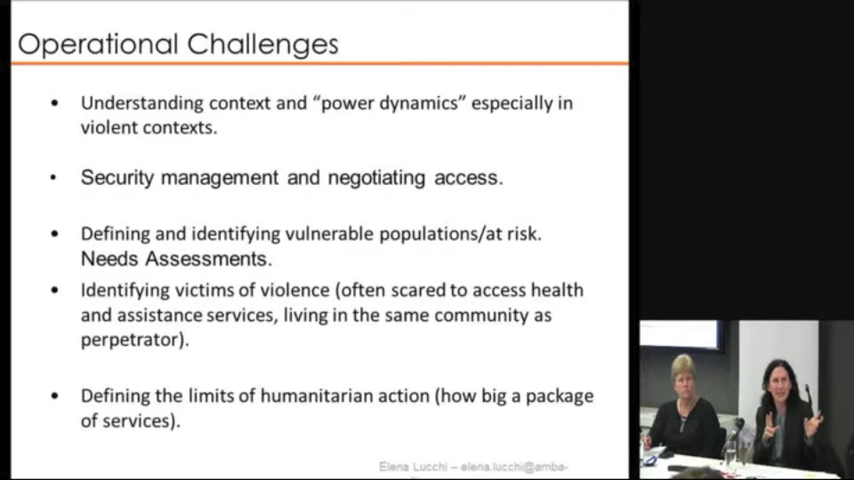 Operational Challenges
• Understanding context and “power dynamics” especially in
violent contexts.
• Security management and negotiating access.
• Defining and identifying vulnerable populations/at risk.
Needs Assessments.
• Identifying victims of violence (often scared to access health
and assistance services, living in the same community as
perpetrator).
• Defining the limits of humanitarian action (how big a package
of services).
Elena Lucchi – elena.lucchi@amba-